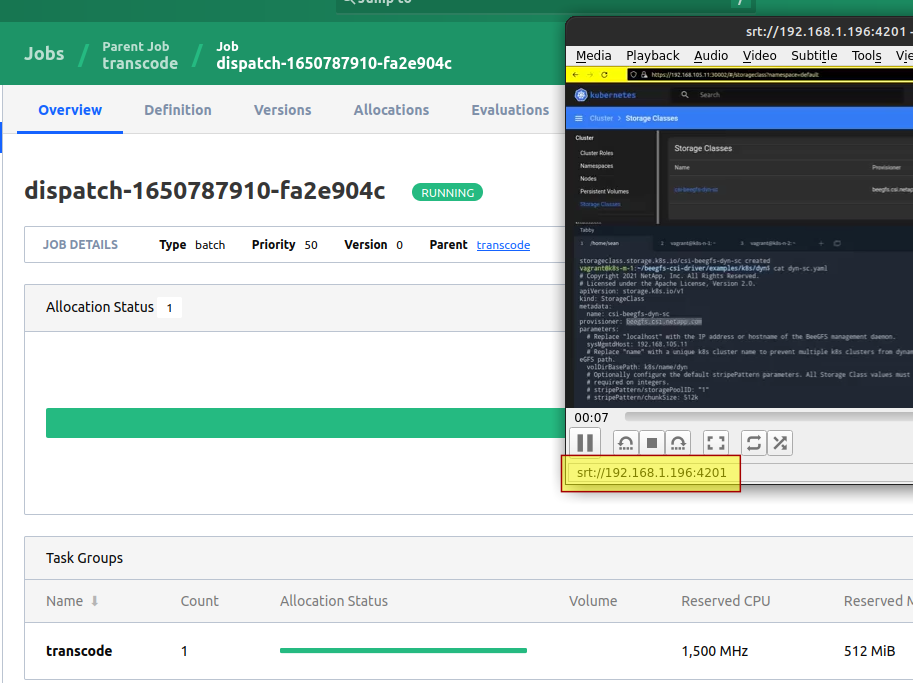 Jump to
/
Jobs / Parent Job transcode / Job dispatch-1650787910-fa2e904c
Overview Definition Versions Allocations Evaluations
dispatch-1650787910-fa2e904c RUNNING
JOB DETAILS Type batch Priority 50 Version 0 Parent transcode
Allocation Status 1
Task Groups
Name Count Allocation Status Volume Reserved CPU Reserved M
transcode 1 1,500 MHz 512 MiB
srt://192.168.1.196:4201 -
Media Playback Audio Video Subtitle Tools Vie
https://192.168.105.11:30002/#/storageclass?namespace=default
kubernetes Search
Cluster > Storage Classes
Cluster
Cluster Roles
Namespaces
Nodes
Persistent Volumes
Storage Classes
Storage Classes
Name Provisioner
csi-beegfs-dyn-sc beegfs.csi.netap
Tabby
1 /home/sean 2 vagrant@k8s-n-1: ~ 3 vagrant@k8s-n-2: ~ +
storageclass.storage.k8s.io/csi-beegfs-dyn-sc created
vagrant@k8s-m-1:~/beegfs-csi-driver/examples/k8s/dyn$ cat dyn-sc.yaml
# Copyright 2021 NetApp, Inc. All Rights Reserved.
# Licensed under the Apache License, Version 2.0.
apiVersion: storage.k8s.io/v1
kind: StorageClass
metadata:
name: csi-beegfs-dyn-sc
provisioner: beegfs.csi.netapp.com
parameters:
# Replace "localhost" with the IP address or hostname of the BeeGFS management daemon.
sysMgmtdHost: 192.168.105.11
# Replace "name" with a unique k8s cluster name to prevent multiple k8s clusters from dynam
eGFS path.
volDirBasePath: k8s/name/dyn
# Optionally configure the default stripePattern parameters. All Storage Class values must
# required on integers.
# stripePattern/storagePoolID: "1"
# stripePattern/chunkSize: 512k
00:07
srt://192.168.1.196:4201